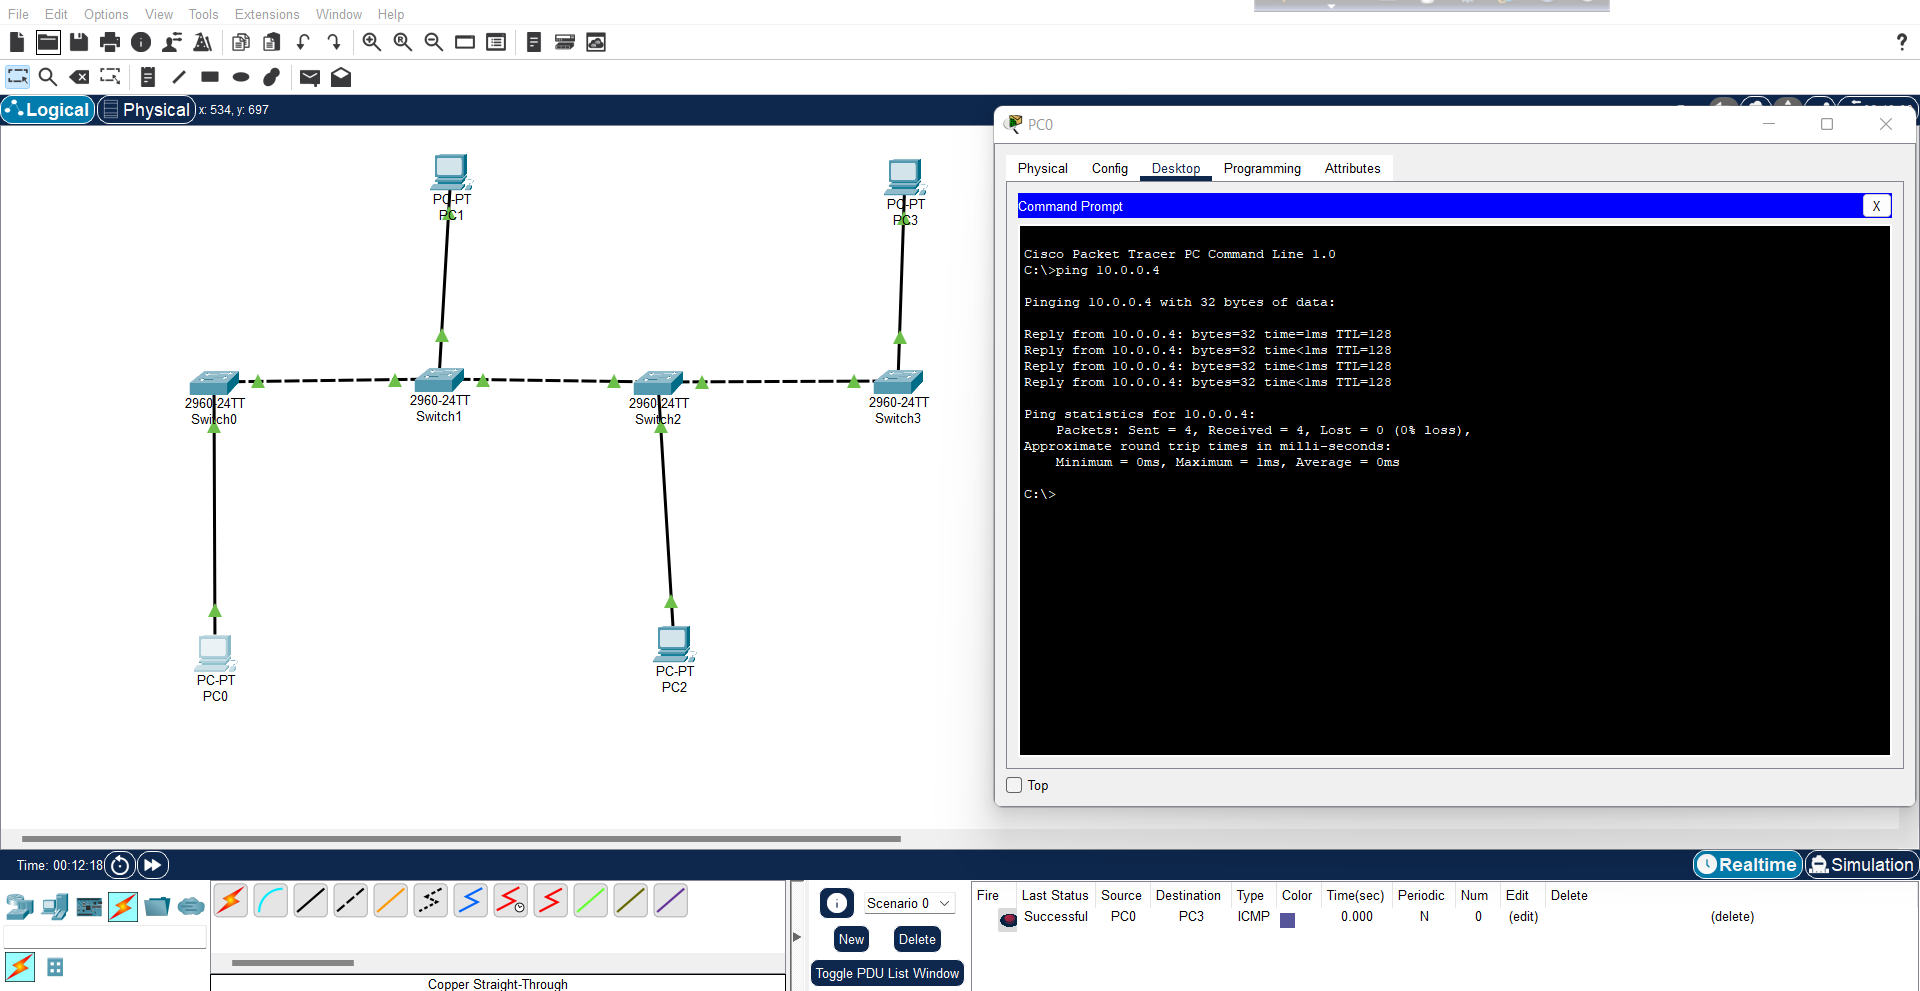 File Edit Options View Tools Extensions Window Help
?
Logical Physical x: 534, y: 697
PC0
Physical Config Desktop Programming Attributes
Command Prompt X
Cisco Packet Tracer PC Command Line 1.0
C:\>ping 10.0.0.4
Pinging 10.0.0.4 with 32 bytes of data:
Reply from 10.0.0.4: bytes=32 time=1ms TTL=128
Reply from 10.0.0.4: bytes=32 time<1ms TTL=128
Reply from 10.0.0.4: bytes=32 time<1ms TTL=128
Reply from 10.0.0.4: bytes=32 time<1ms TTL=128
Ping statistics for 10.0.0.4:
Packets: Sent = 4, Received = 4, Lost = 0 (0% loss),
Approximate round trip times in milli-seconds:
Minimum = 0ms, Maximum = 1ms, Average = 0ms
C:\>
Top
PC-PT
PC1
PC-PT
PC3
2960-24TT
Switch0
2960-24TT
Switch1
2960-24TT
Switch2
2960-24TT
Switch3
PC-PT
PC0
PC-PT
PC2
Time: 00:12:18
Realtime Simulation
Scenario 0
New Delete
Toggle PDU List Window
Fire Last Status Source Destination Type Color Time(sec) Periodic Num Edit Delete
Successful PC0 PC3 ICMP 0.000 N 0 (edit) (delete)
Copper Straight-Through